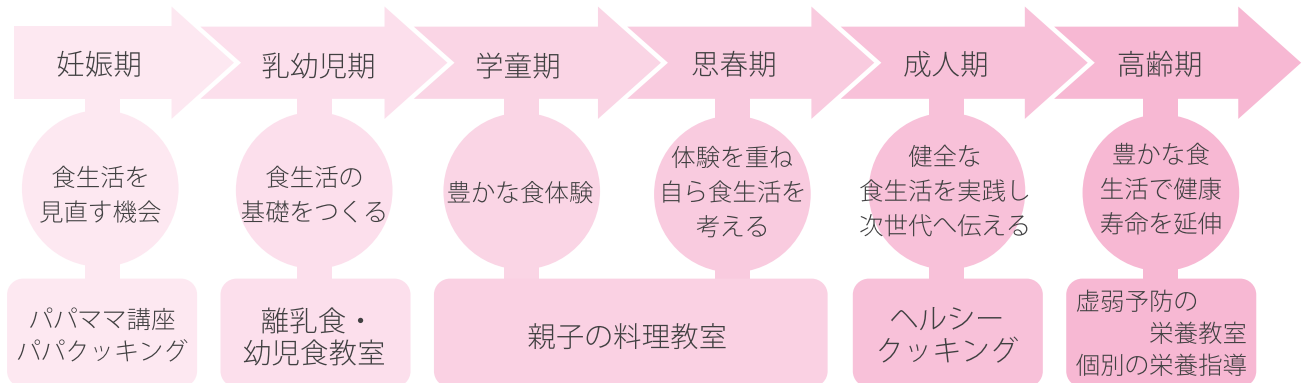 妊娠期
乳幼児期
学童期
思春期
成人期
高齢期
食生活を
見直す機会
食生活の
基礎をつくる
豊かな食体験
体験を重ね
自ら食生活を
考える
健全な
食生活を実践し
次世代へ伝える
豊かな食
生活で健康
寿命を延伸
パパママ講座
パパクッキング
離乳食・
幼児食教室
親子の料理教室
ヘルシー
クッキング
虚弱予防の
栄養教室
個別の栄養指導